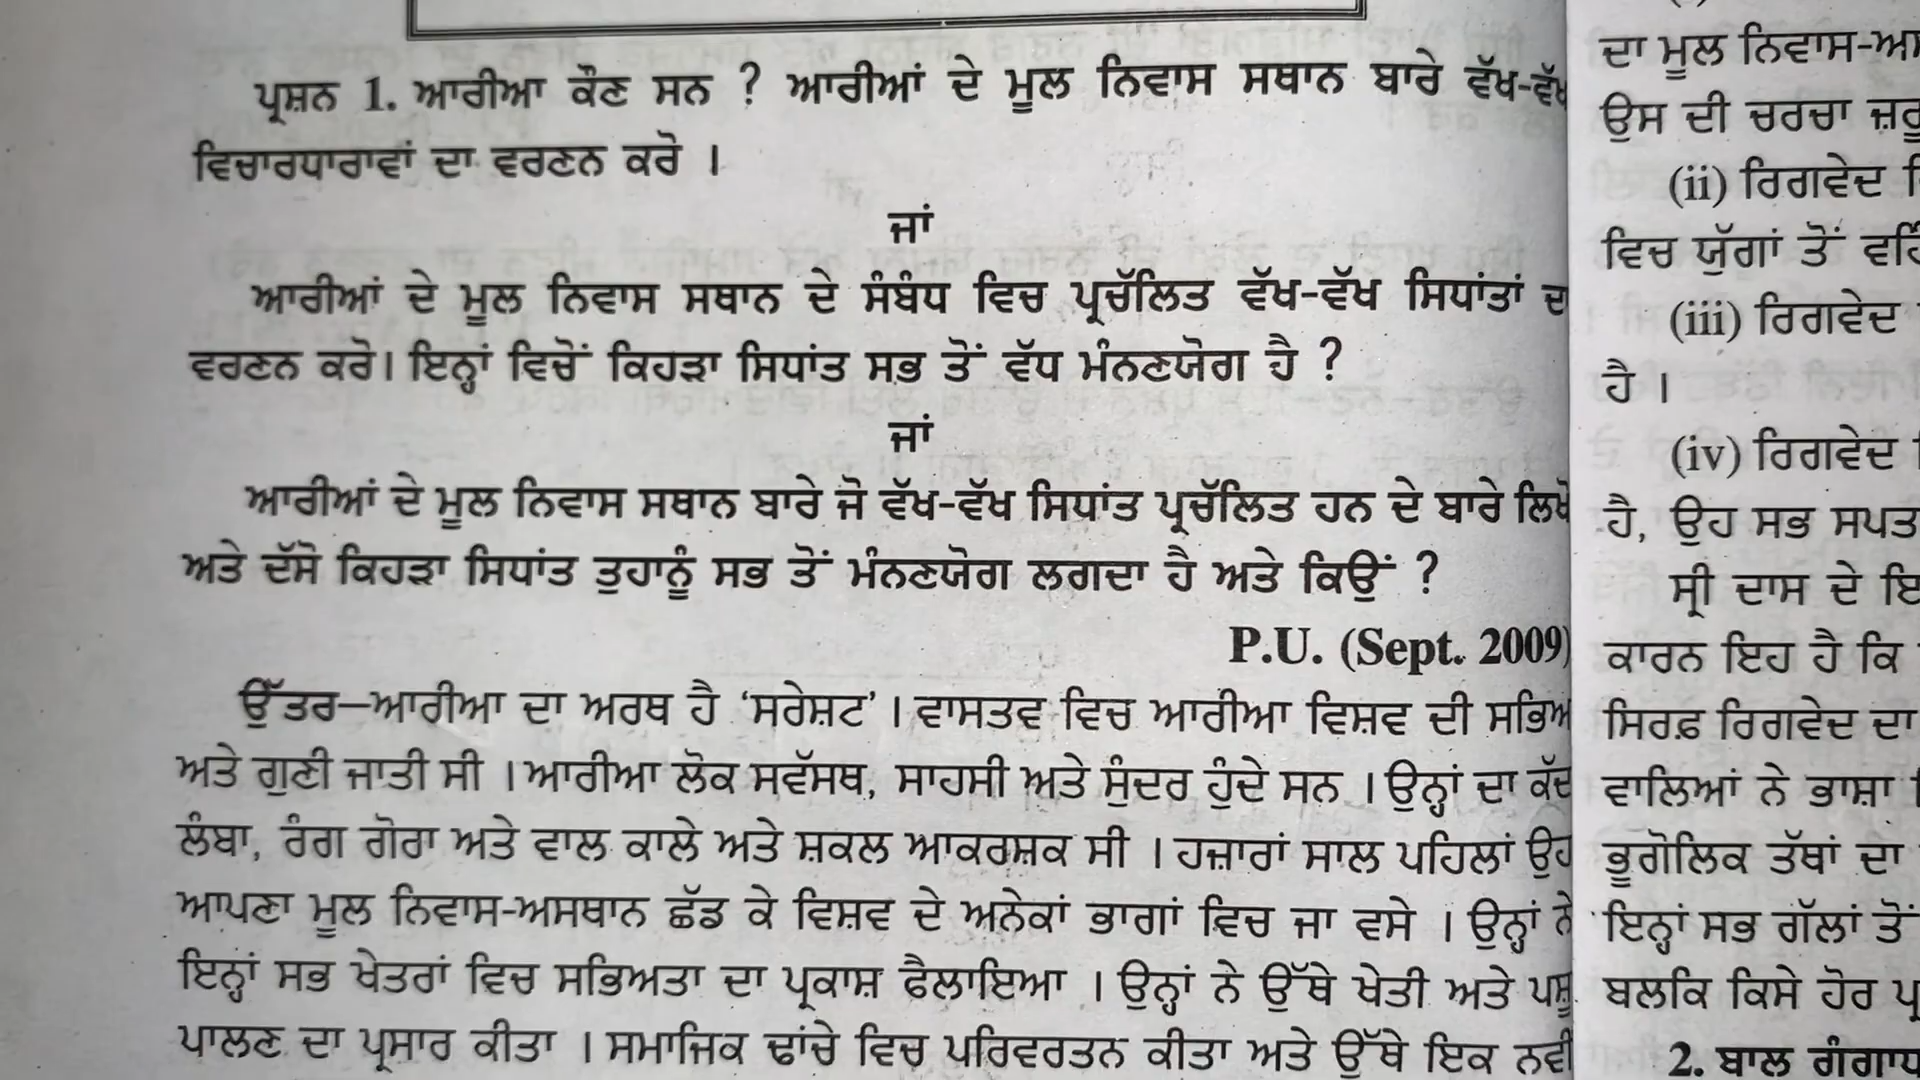 ਪ੍ਰਸ਼ਨ 1. ਆਰੀਆ ਕੌਣ ਸਨ ? ਆਰੀਆਂ ਦੇ ਮੂਲ ਨਿਵਾਸ ਸਥਾਨ ਬਾਰੇ ਵੱਖ-ਵੱਖ
ਵਿਚਾਰਧਾਰਾਵਾਂ ਦਾ ਵਰਣਨ ਕਰੋ ।
ਜਾਂ
ਆਰੀਆਂ ਦੇ ਮੂਲ ਨਿਵਾਸ ਸਥਾਨ ਦੇ ਸੰਬੰਧ ਵਿਚ ਪ੍ਰਚੱਲਿਤ ਵੱਖ-ਵੱਖ ਸਿਧਾਂਤਾਂ ਦਾ
ਵਰਣਨ ਕਰੋ। ਇਨ੍ਹਾਂ ਵਿਚੋਂ ਕਿਹੜਾ ਸਿਧਾਂਤ ਸਭ ਤੋਂ ਵੱਧ ਮੰਨਣਯੋਗ ਹੈ ?
ਜਾਂ
ਆਰੀਆਂ ਦੇ ਮੂਲ ਨਿਵਾਸ ਸਥਾਨ ਬਾਰੇ ਜੋ ਵੱਖ-ਵੱਖ ਸਿਧਾਂਤ ਪ੍ਰਚੱਲਿਤ ਹਨ ਦੇ ਬਾਰੇ ਲਿਖੋ
ਅਤੇ ਦੱਸੋ ਕਿਹੜਾ ਸਿਧਾਂਤ ਤੁਹਾਨੂੰ ਸਭ ਤੋਂ ਮੰਨਣਯੋਗ ਲਗਦਾ ਹੈ ਅਤੇ ਕਿਉਂ ?
P.U. (Sept. 2009)
ਉੱਤਰ—ਆਰੀਆ ਦਾ ਅਰਥ ਹੈ ‘ਸਰੇਸ਼ਟ’ । ਵਾਸਤਵ ਵਿਚ ਆਰੀਆ ਵਿਸ਼ਵ ਦੀ
ਅਤੇ ਗੁਣੀ ਜਾਤੀ ਸੀ । ਆਰੀਆ ਲੋਕ ਸਵੱਸਥ, ਸਾਹਸੀ ਅਤੇ ਸੁੰਦਰ ਹੁੰਦੇ ਸਨ । ਉਨ੍ਹਾਂ ਦਾ ਕੱਦ
ਲੰਬਾ, ਰੰਗ ਗੋਰਾ ਅਤੇ ਵਾਲ ਕਾਲੇ ਅਤੇ ਸ਼ਕਲ ਆਕਰਸ਼ਕ ਸੀ । ਹਜ਼ਾਰਾਂ ਸਾਲ ਪਹਿਲਾਂ ਉਹ
ਆਪਣਾ ਮੂਲ ਨਿਵਾਸ-ਅਸਥਾਨ ਛੱਡ ਕੇ ਵਿਸ਼ਵ ਦੇ ਅਨੇਕਾਂ ਭਾਗਾਂ ਵਿਚ ਜਾ ਵਸੇ । ਉਨ੍ਹਾਂ ਨੇ
ਇਨ੍ਹਾਂ ਸਭ ਖੇਤਰਾਂ ਵਿਚ ਸਭਿਅਤਾ ਦਾ ਪ੍ਰਕਾਸ਼ ਫੈਲਾਇਆ । ਉਨ੍ਹਾਂ ਨੇ ਉੱਥੇ ਖੇਤੀ ਅਤੇ ਪਸ਼ੂ
ਪਾਲਣ ਦਾ ਪ੍ਰਸਾਰ ਕੀਤਾ । ਸਮਾਜਿਕ ਢਾਂਚੇ ਵਿਚ ਪਰਿਵਰਤਨ ਕੀਤਾ ਅਤੇ ਉੱਥੇ ਇਕ ਨਵੀਂ
ਦਾ ਮੂਲ
ਉਸ ਦੀ ਚਰਚਾ
(ii) ਰਿਗਵੇਦ
ਵਿਚ ਯੁੱਗਾਂ ਤੋਂ
(iii) ਰਿਗਵੇਦ
ਹੈ ।
(iv) ਰਿਗਵੇਦ
ਹੈ, ਉਹ ਸਭ ਸਪਤ
ਸ੍ਰੀ ਦਾਸ ਦੇ
ਕਾਰਨ ਇਹ ਹੈ ਕਿ
ਸਿਰਫ਼ ਰਿਗਵੇਦ ਦਾ
ਵਾਲਿਆਂ ਨੇ ਭਾਸ਼ਾ
ਭੂਗੋਲਿਕ ਤੱਥਾਂ ਦਾ
ਇਨ੍ਹਾਂ ਸਭ ਗੱਲਾਂ ਤੋਂ
ਬਲਕਿ ਕਿਸੇ ਹੋਰ
2. ਬਾਲ